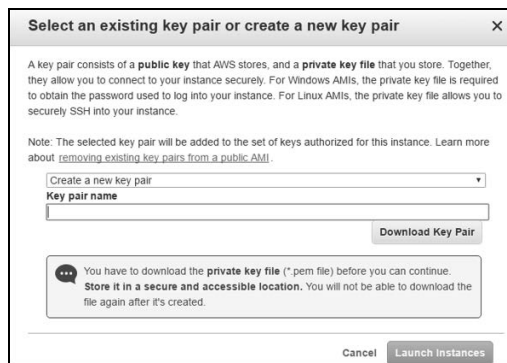 Select an existing key pair or create a new key pair
A key pair consists of a public key that AWS stores, and a private key file that you store. Together,
they allow you to connect to your instance securely. For Windows AMIs, the private key file is required
to obtain the password used to log into your instance. For Linux AMIs, the private key file allows you to
securely SSH into your instance.
Note: The selected key pair will be added to the set of keys authorized for this instance. Learn more
about removing existing key pairs from a public AMI.
Create a new key pair
Key pair name
Download Key Pair
You have to download the private key file (*.pem file) before you can continue.
Store it in a secure and accessible location. You will not be able to download the
file again after it's created.
Cancel Launch Instances